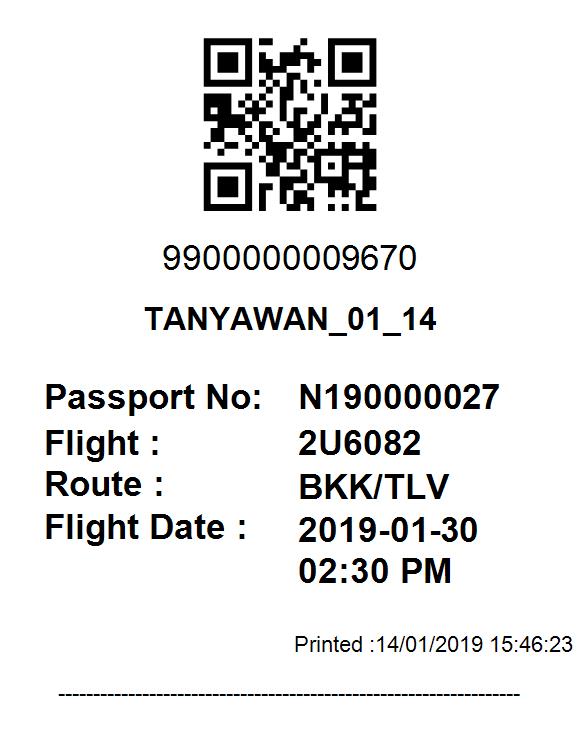 9900000009670
TANYAWAN_01_14
Passport No: N190000027
Flight : 2U6082
Route : BKK/TLV
Flight Date : 2019-01-30
02:30 PM
Printed :14/01/2019 15:46:23
------------------------------------------------------------------